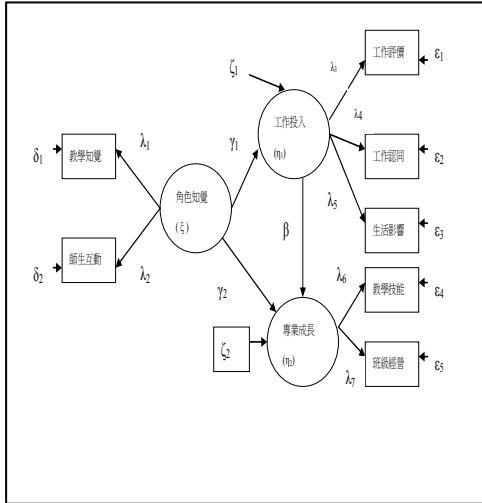 ζ1
λ3
工作評價
ε1
λ4
工作投入
(η1)
工作認同
ε2
δ1
教學知覺
λ1
γ1
角色知覺
(ξ)
λ5
生活影響
ε3
β
δ2
師生互動
λ2
γ2
λ6
教學技能
ε4
專業成長
(η2)
ζ2
班級經營
ε5
λ7